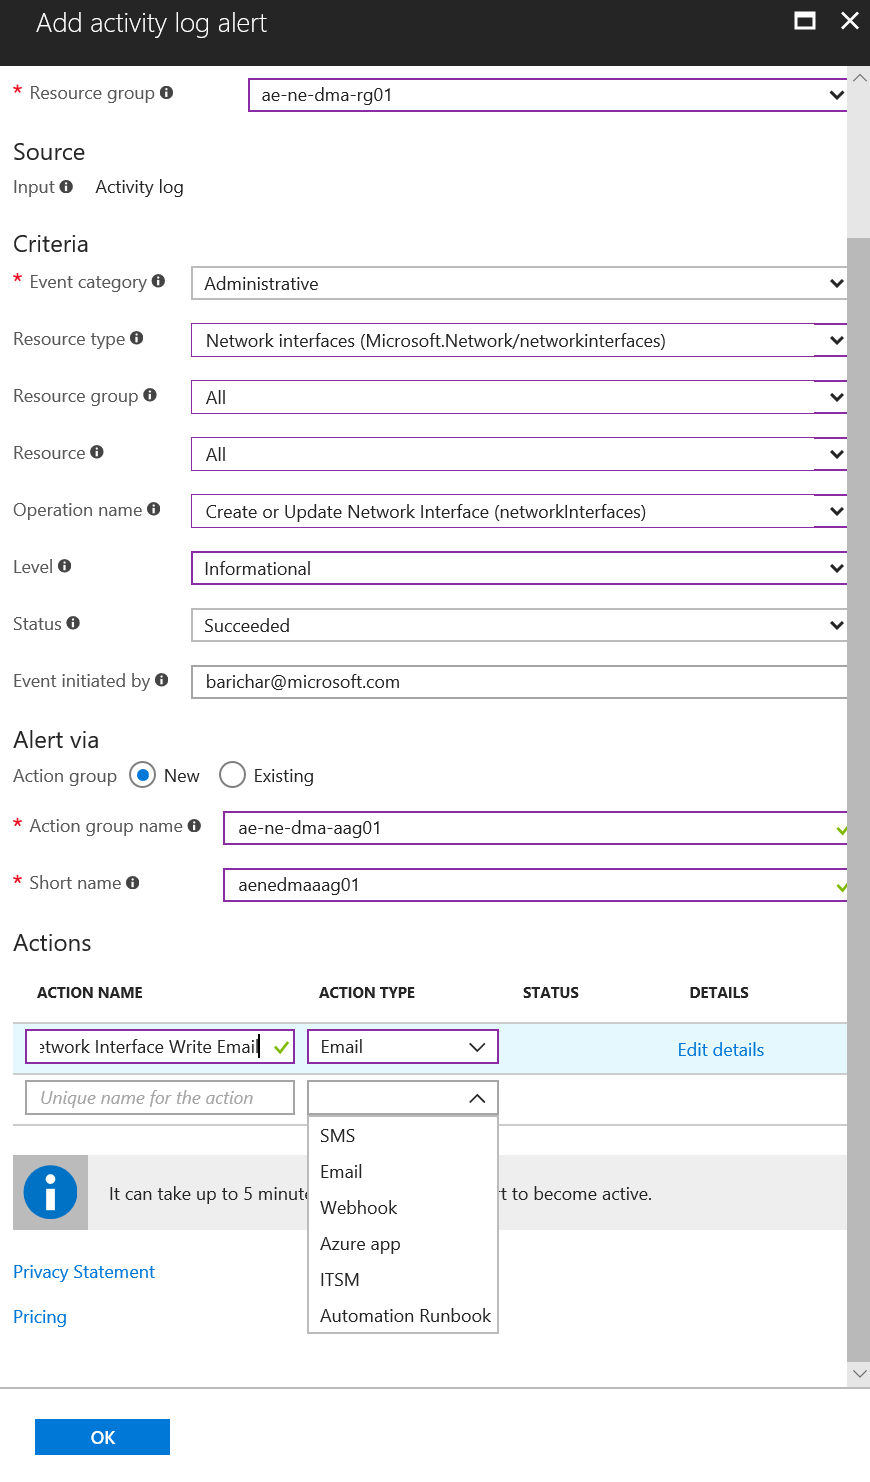 Add activity log alert
* Resource group ae-ne-dma-rg01
Source
Input Activity log
Criteria
* Event category Administrative
Resource type Network interfaces (Microsoft.Network/networkinterfaces)
Resource group All
Resource All
Operation name Create or Update Network Interface (networkInterfaces)
Level Informational
Status Succeeded
Event initiated by barichar@microsoft.com
Alert via
Action group New Existing
* Action group name ae-ne-dma-aag01
* Short name aenedmaaag01
Actions
ACTION NAME ACTION TYPE STATUS DETAILS
etwork Interface Write Email Email Edit details
Unique name for the action
SMS
Email
Webhook
Azure app
ITSM
Automation Runbook
It can take up to 5 minute t to become active.
Privacy Statement
Pricing
OK